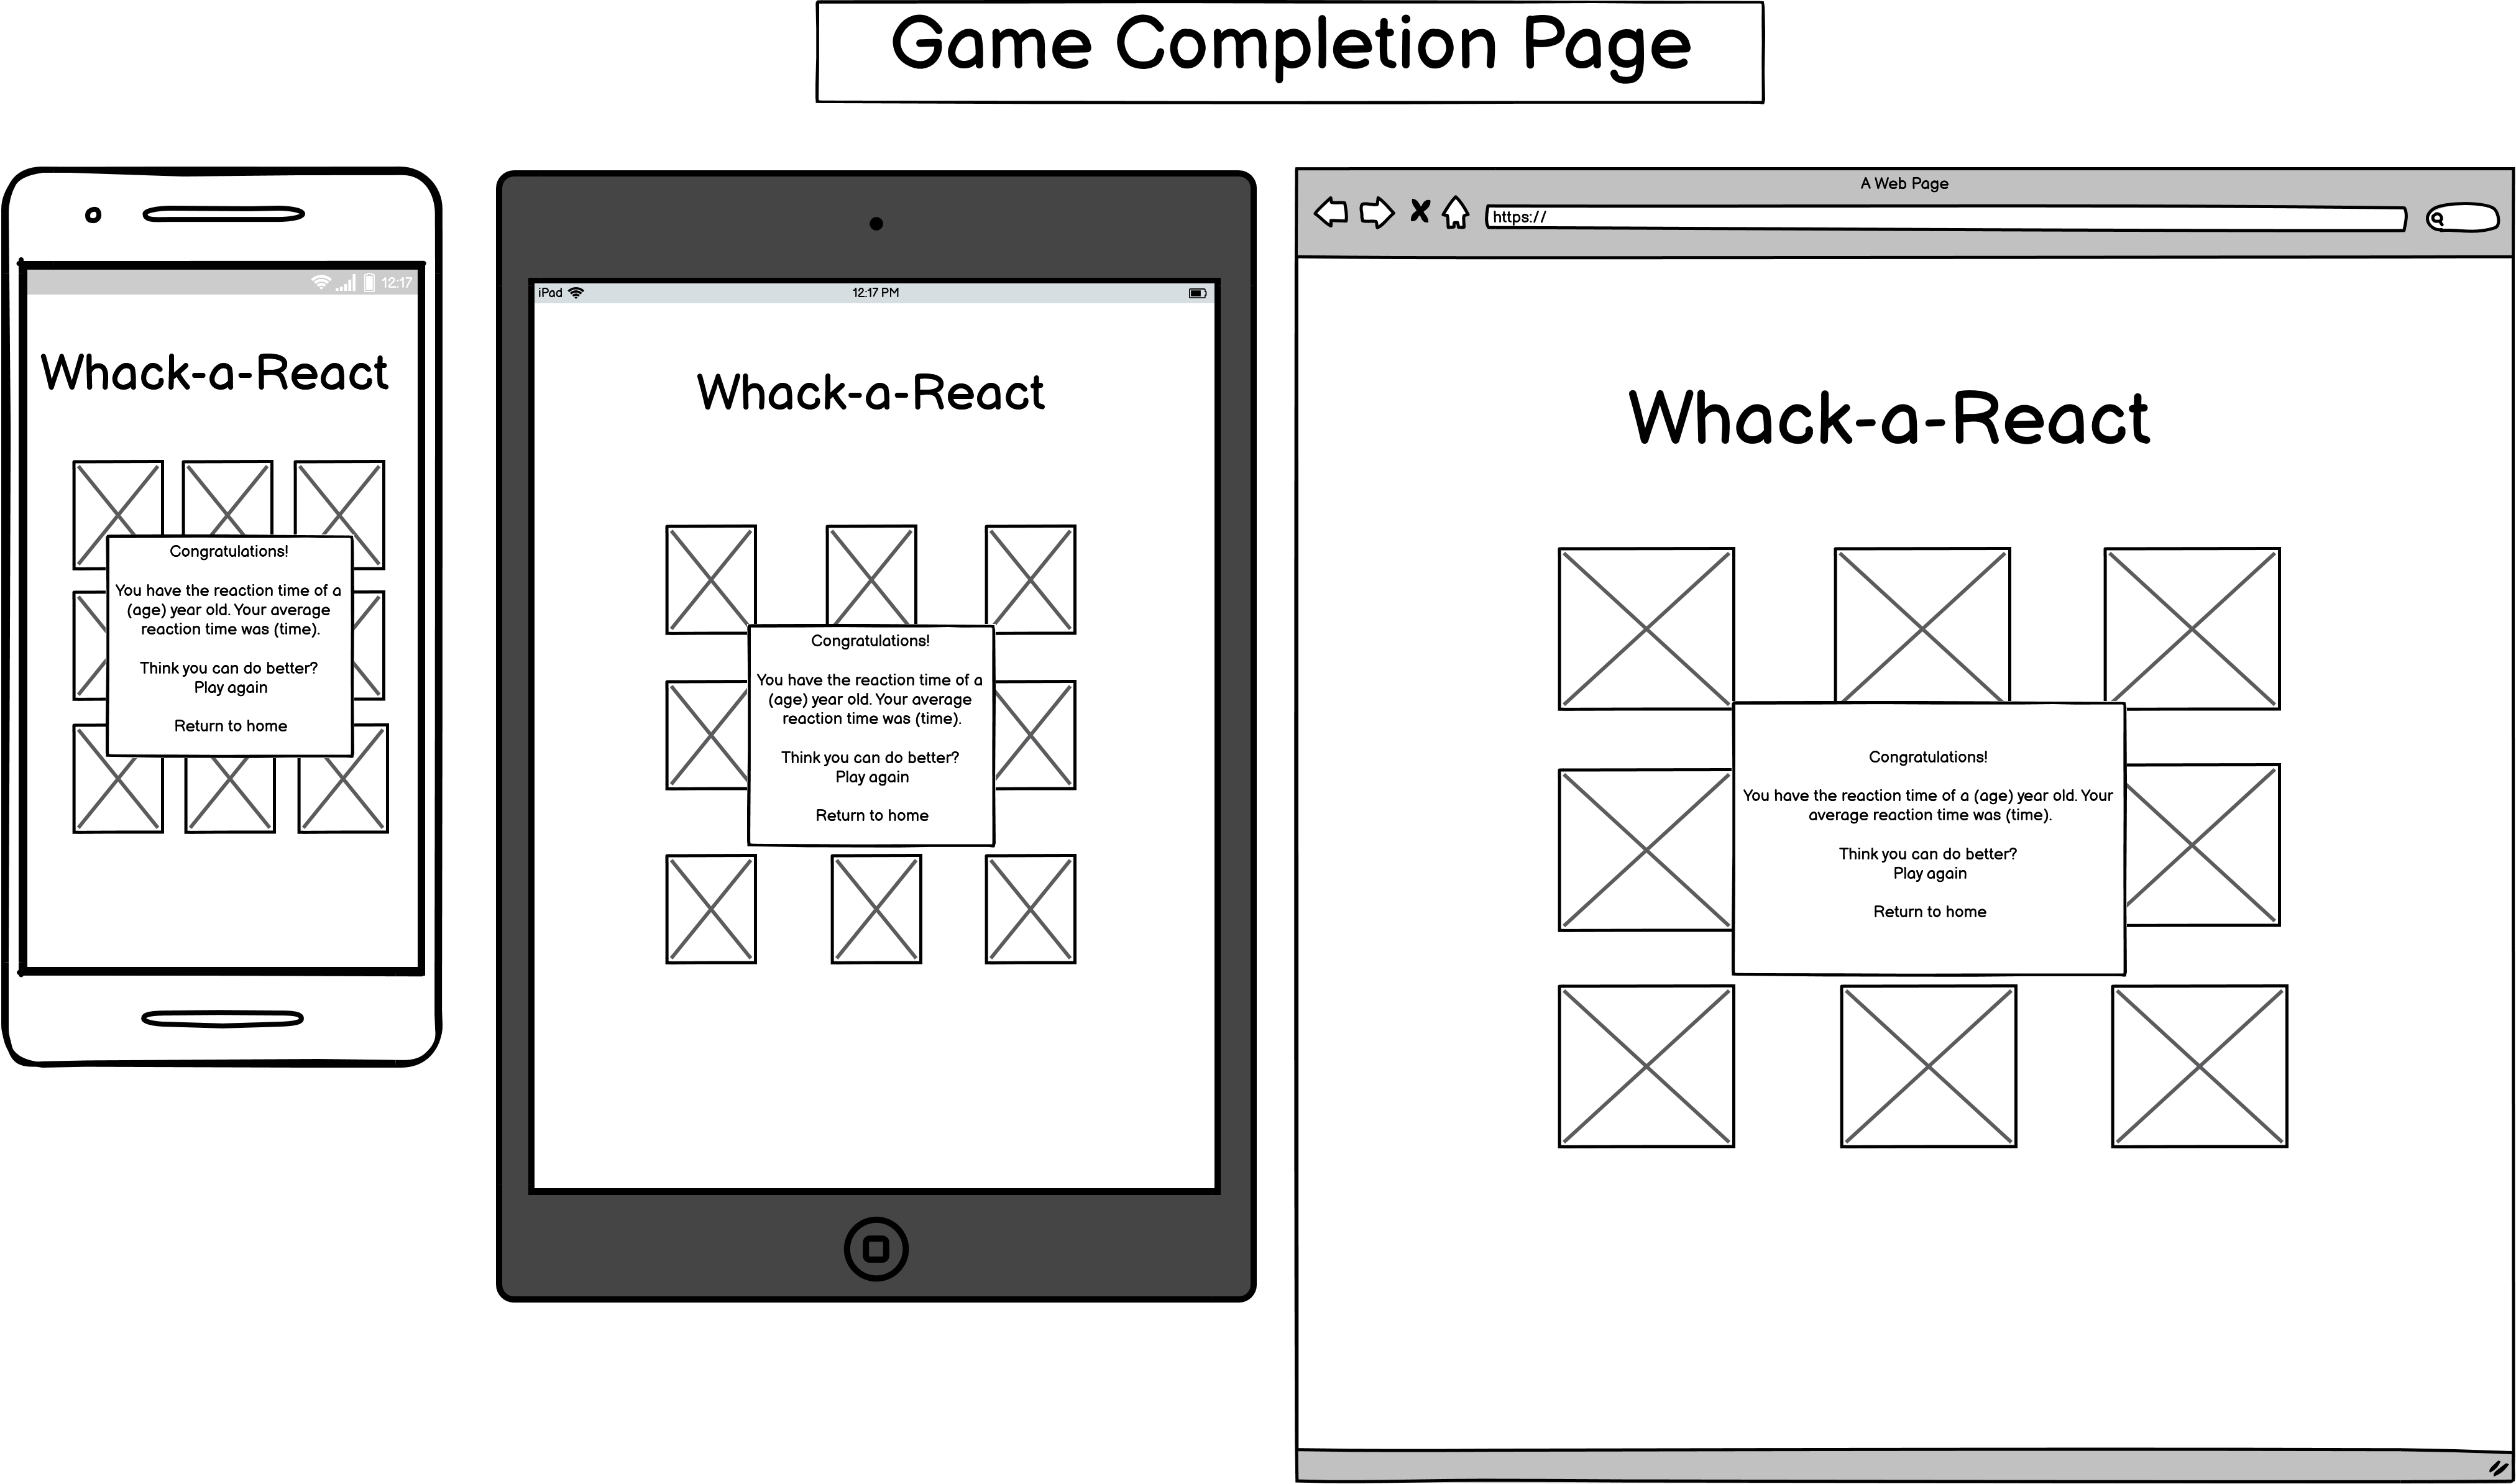 Game Completion Page
12:17
Whack-a-React
Congratulations!
You have the reaction time of a
(age) year old. Your average
reaction time was (time).
Think you can do better?
Play again
Return to home
iPad
12:17 PM
Whack-a-React
Congratulations!
You have the reaction time of a
(age) year old. Your average
reaction time was (time).
Think you can do better?
Play again
Return to home
A Web Page
https://
Whack-a-React
Congratulations!
You have the reaction time of a (age) year old. Your
average reaction time was (time).
Think you can do better?
Play again
Return to home